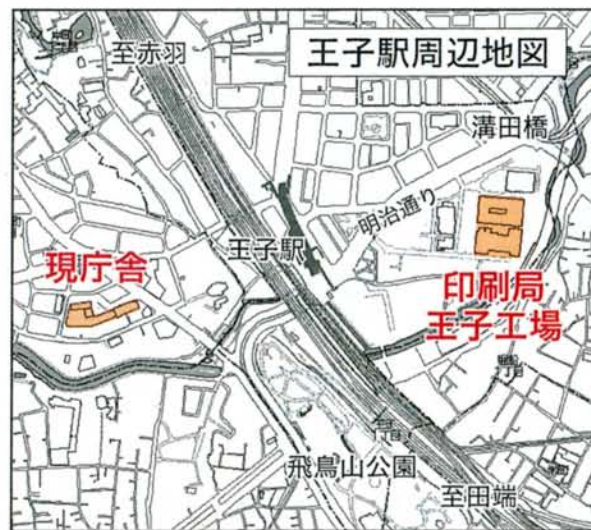 王子駅周辺地図
至赤羽
溝田橋
明治通り
王子駅
現庁舎
印刷局
王子工場
飛鳥山公園
至田端